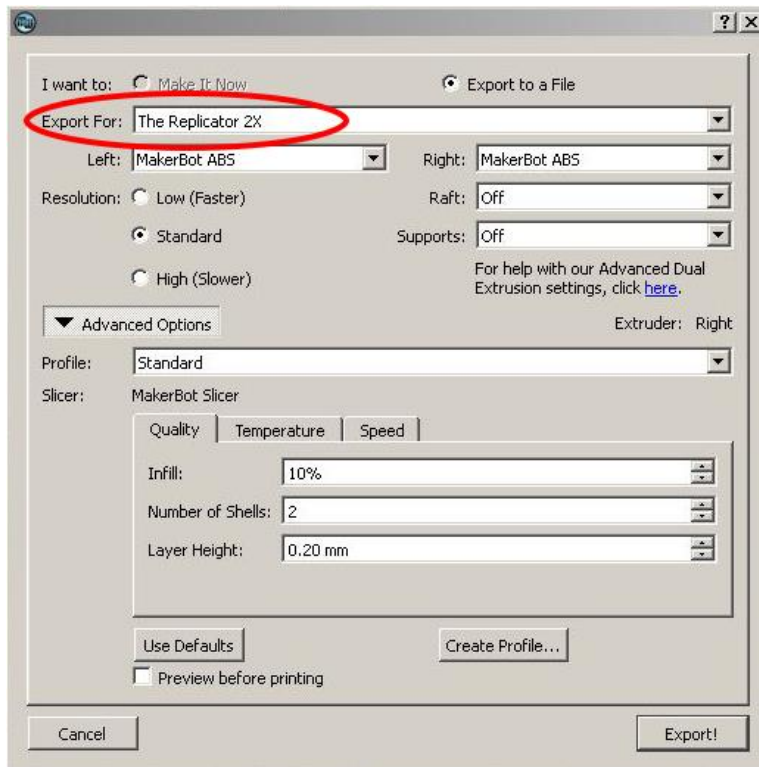 I want to: Make It Now Export to a File
Export For: The Replicator 2X
Left: MakerBot ABS Right: MakerBot ABS
Resolution: Low (Faster) Raft: Off
Standard Supports: Off
High (Slower) For help with our Advanced Dual
Extrusion settings, click here.
Advanced Options Extruder: Right
Profile: Standard
Slicer: MakerBot Slicer
Quality Temperature Speed
Infill: 10%
Number of Shells: 2
Layer Height: 0.20 mm
Use Defaults Create Profile...
Preview before printing
Cancel Export!